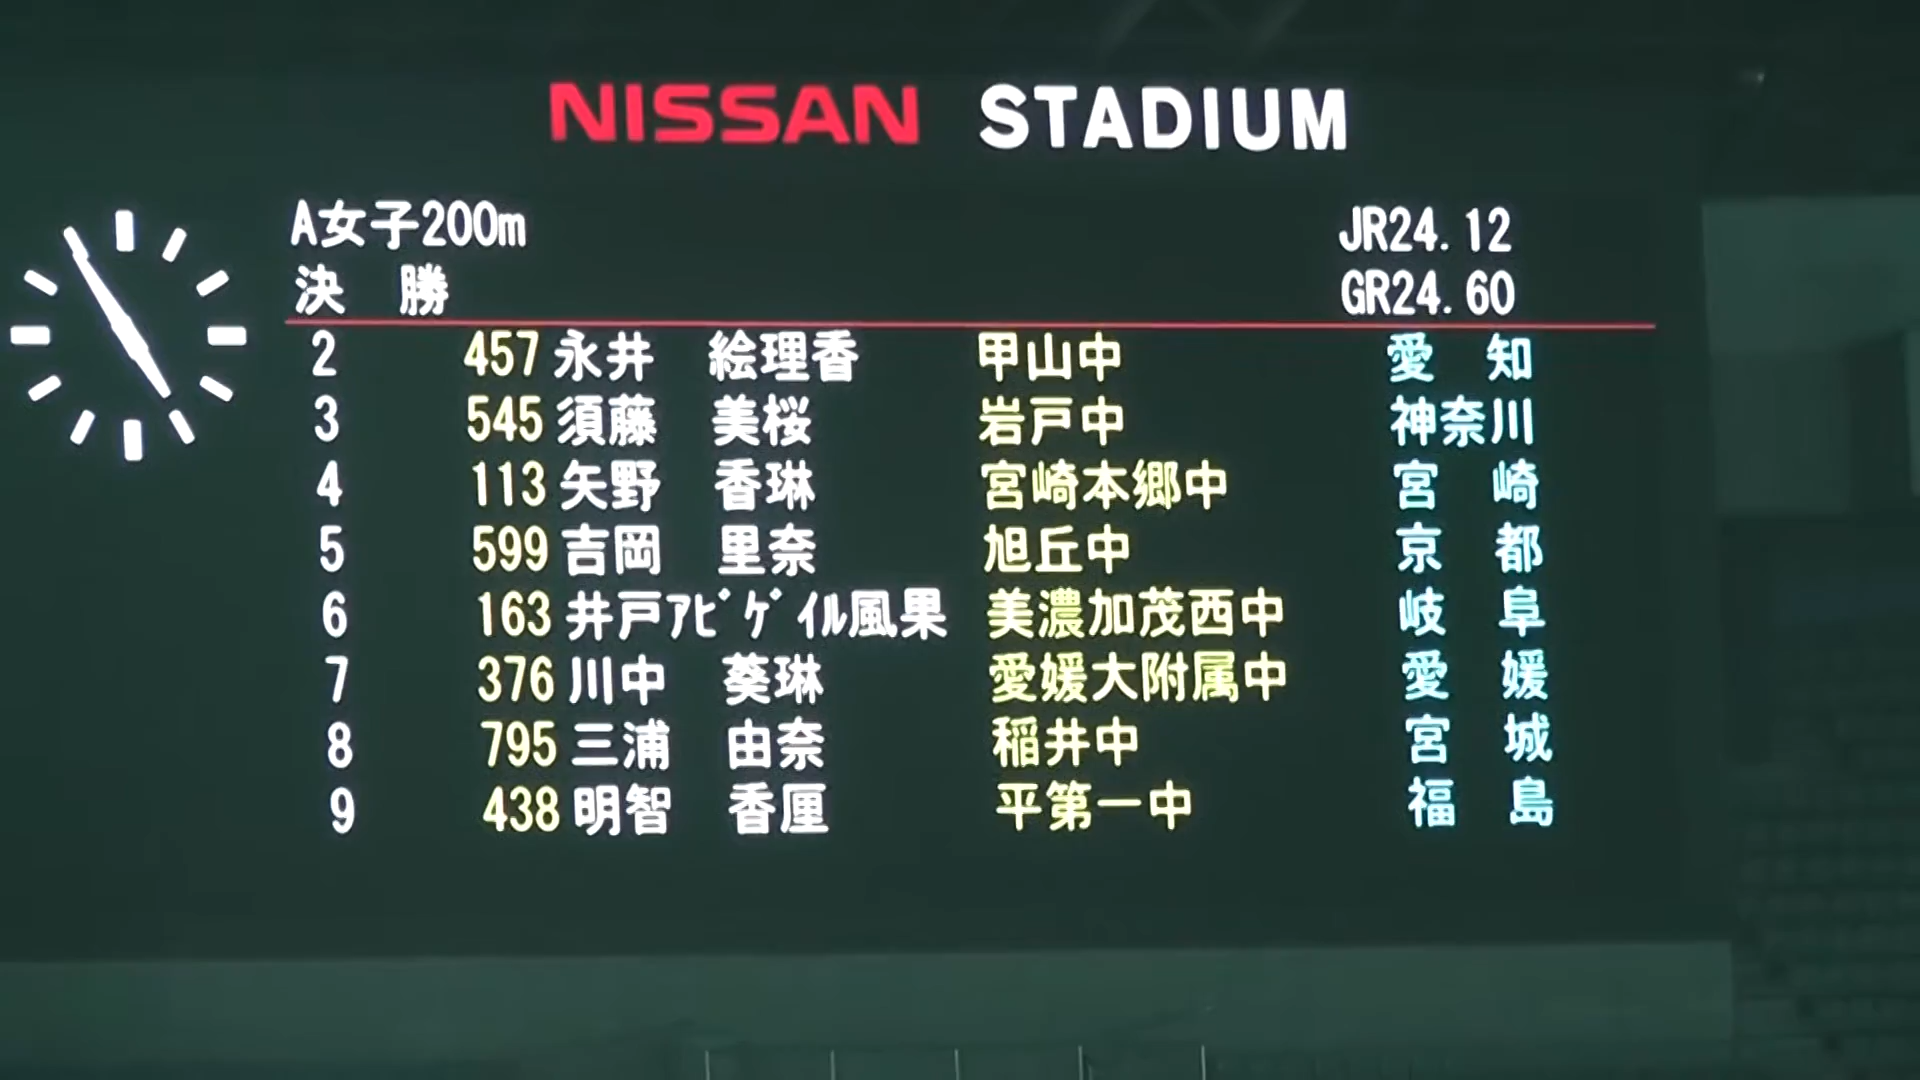 NISSAN STADIUM
A女子200m JR24.12
決 勝 GR24.60
2 457 永井 絵理香 甲山中 愛 知
3 545 須藤 美桜 岩戸中 神奈川
4 113 矢野 香琳 宮崎本郷中 宮 崎
5 599 吉岡 里奈 旭丘中 京 都
6 163 井戸ｱﾋﾞｹﾞｲﾙ風果 美濃加茂西中 岐 阜
7 376 川中 葵琳 愛媛大附属中 愛 媛
8 795 三浦 由奈 稲井中 宮 城
9 438 明智 香厘 平第一中 福 島